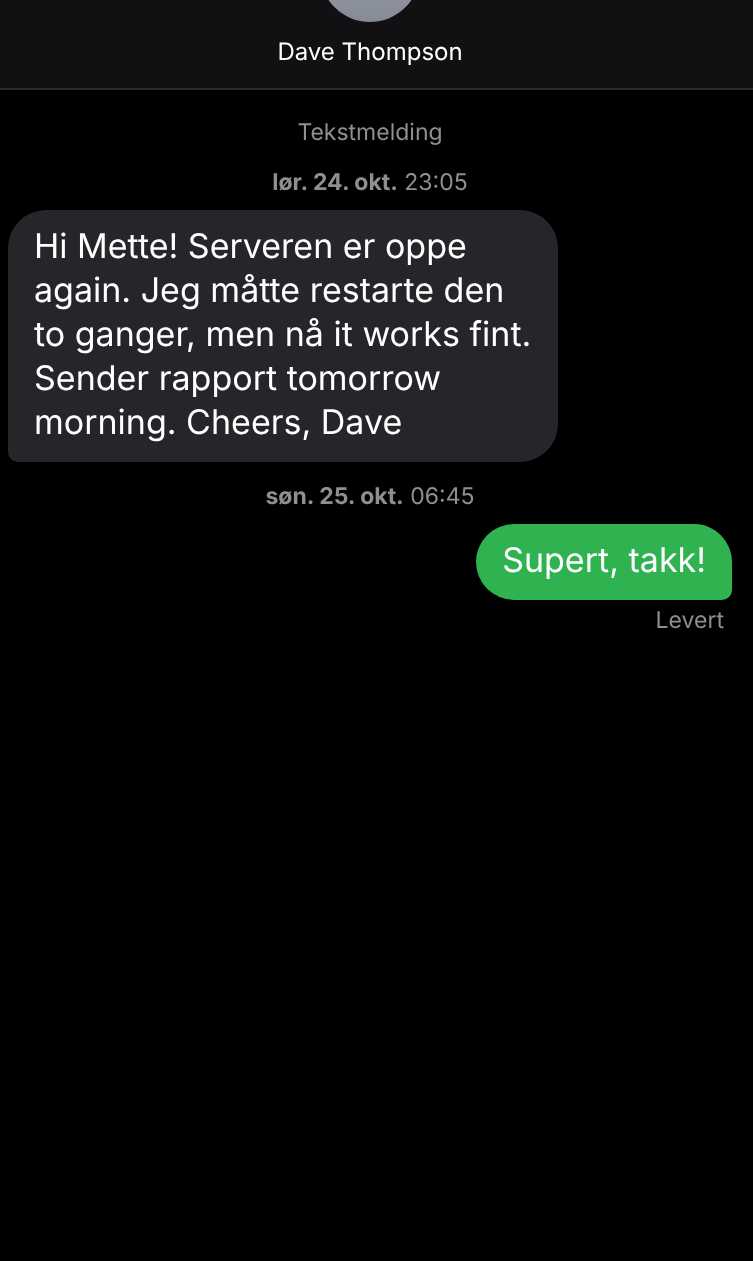 Dave Thompson
Tekstmelding
lør. 24. okt. 23:05
Hi Mette! Serveren er oppe
again. Jeg måtte restarte den
to ganger, men nå it works fint.
Sender rapport tomorrow
morning. Cheers, Dave
søn. 25. okt. 06:45
Supert, takk!
Levert